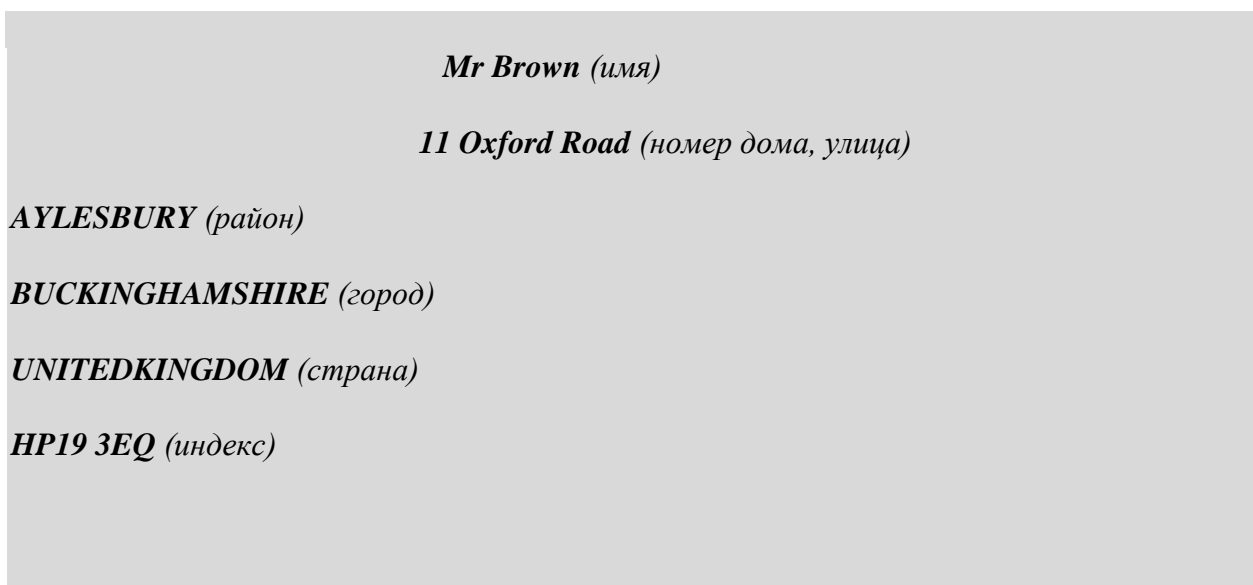 Mr Brown (имя)
11 Oxford Road (номер дома, улица)
AYLESBURY (район)
BUCKINGHAMSHIRE (город)
UNITEDKINGDOM (страна)
HP19 3EQ (индекс)